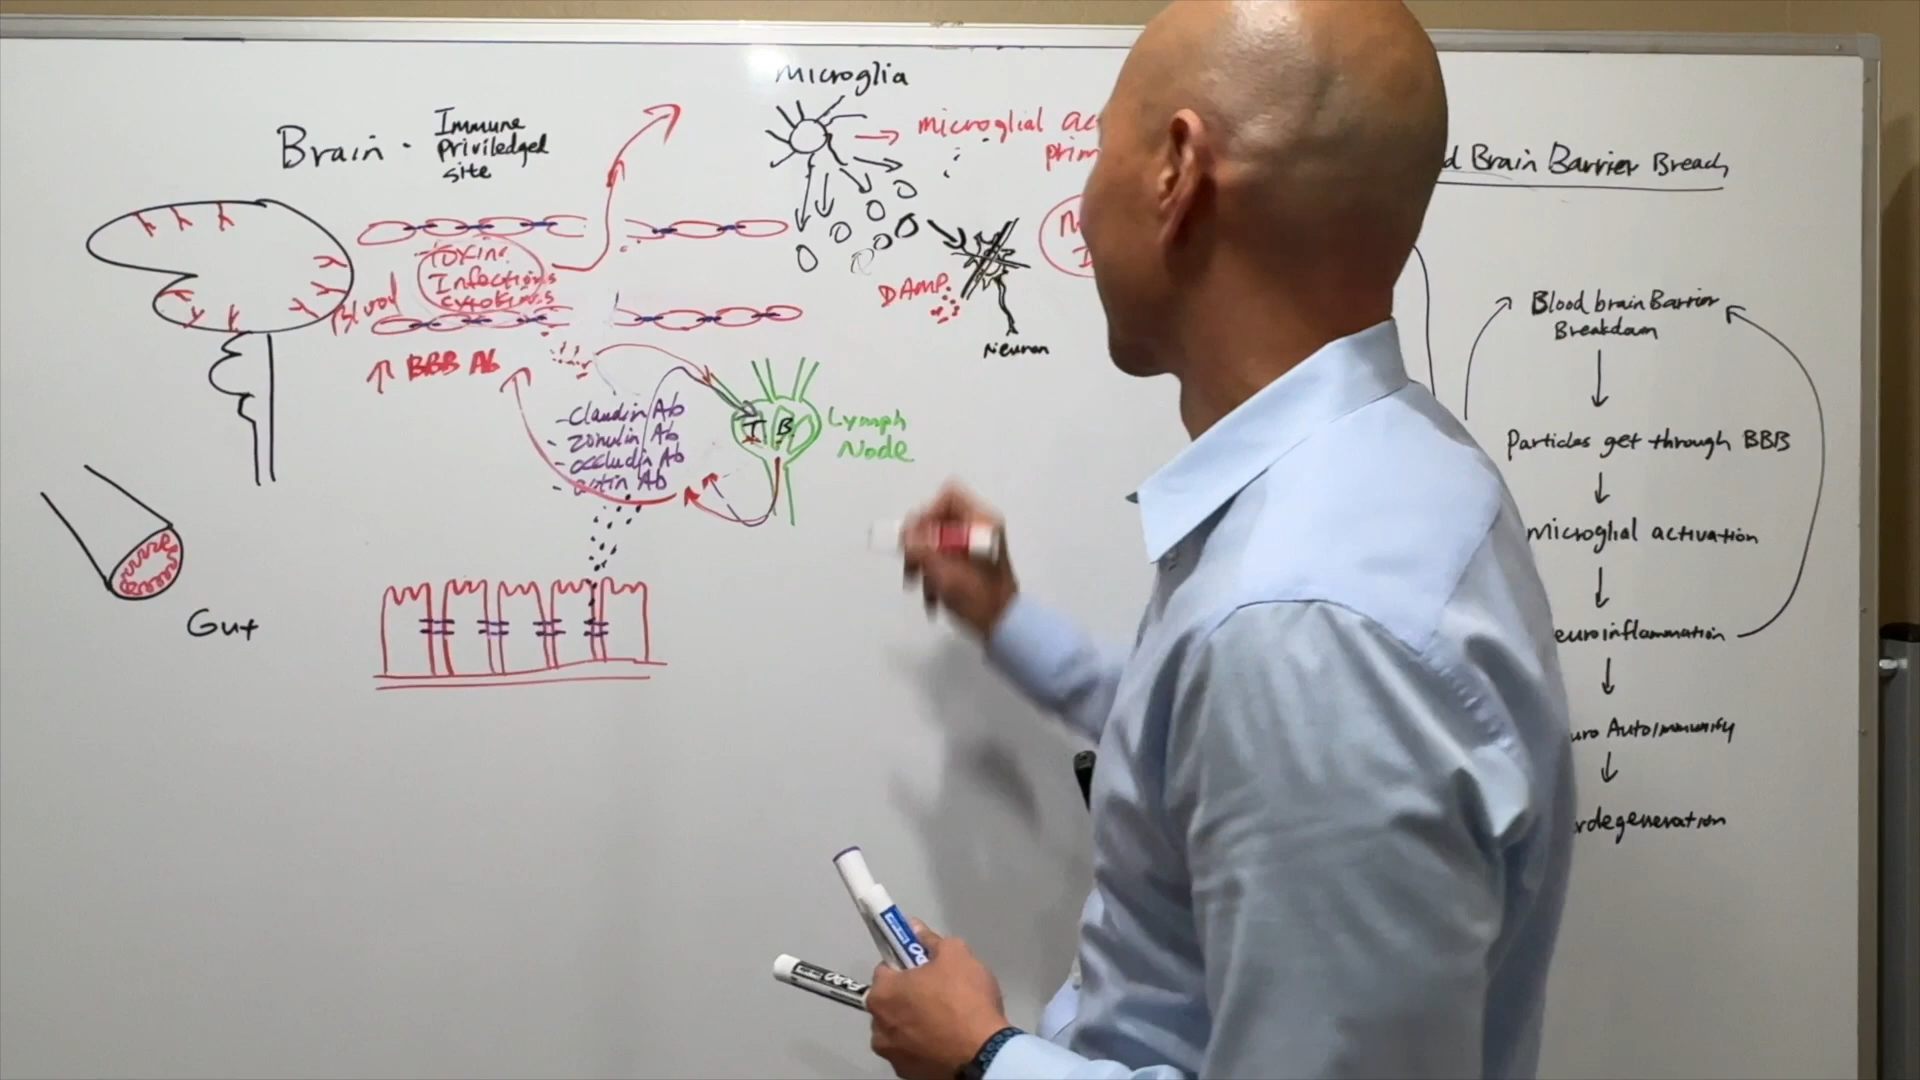 Microglia
Brain - Immune
Priviledged
site
microglial ac
prim
d Brain Barrier Breach
Toxins
Infections
cytokines
Blood
DAMP
Neuron
↑ BBB Ab
- Claudin Ab
- Zonulin Ab
- occludin Ab
- actin Ab
T B
Lymph
Node
Gut
Blood brain Barrier
Breakdown
Particles get through BBB
Microglial activation
euroinflammation
uro Autoimmunity
rdegeneration
EXPO